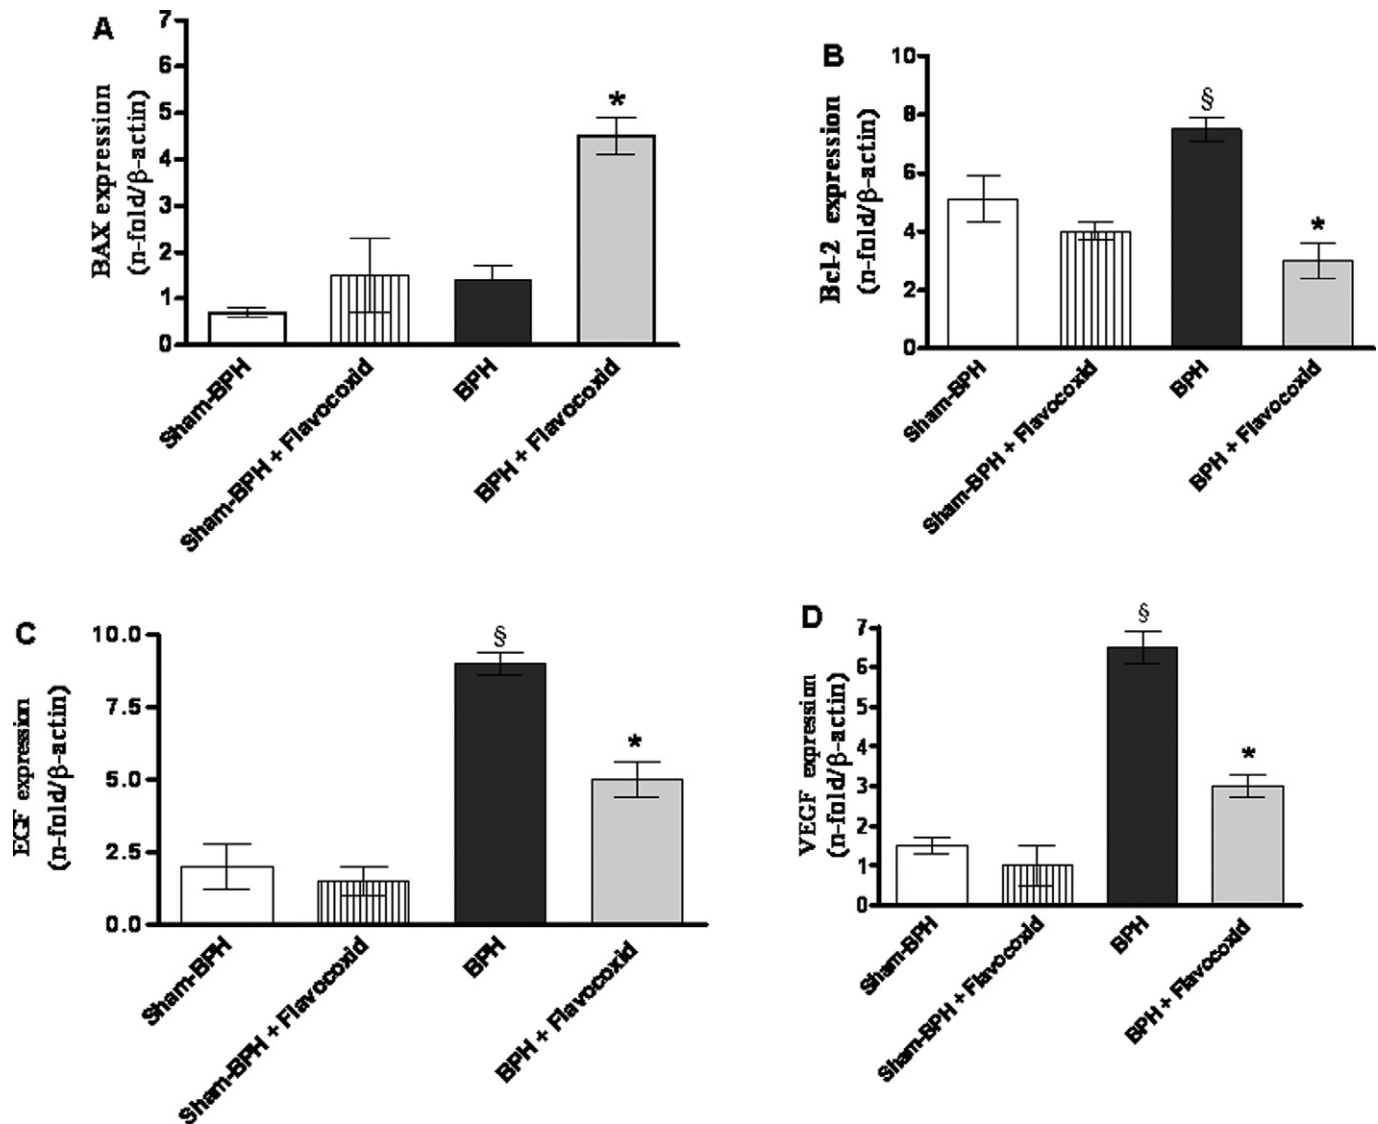 A
BAX expression
(n-fold/β-actin)
7
6
5
4
3
2
1
0
*
Sham-BPH
Sham-BPH + Flavocoxid
BPH
BPH + Flavocoxid
B
Bcl-2 expression
(n-fold/β-actin)
10
8
6
4
2
0
§
*
Sham-BPH
Sham-BPH + Flavocoxid
BPH
BPH + Flavocoxid
C
EGF expression
(n-fold/β-actin)
10.0
7.5
5.0
2.5
0.0
§
*
Sham-BPH
Sham-BPH + Flavocoxid
BPH
BPH + Flavocoxid
D
VEGF expression
(n-fold/β-actin)
7
6
5
4
3
2
1
0
§
*
Sham-BPH
Sham-BPH + Flavocoxid
BPH
BPH + Flavocoxid